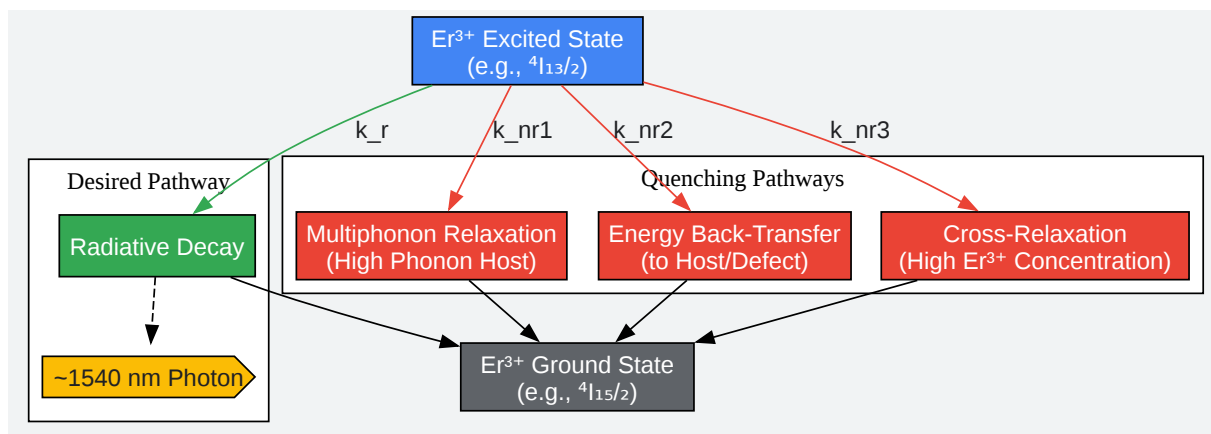 Er³⁺ Excited State
(e.g., ⁴I₁₃/₂)
k_r
k_nr1
k_nr2
k_nr3
Desired Pathway
Quenching Pathways
Radiative Decay
Multiphonon Relaxation
(High Phonon Host)
Energy Back-Transfer
(to Host/Defect)
Cross-Relaxation
(High Er³⁺ Concentration)
~1540 nm Photon
Er³⁺ Ground State
(e.g., ⁴I₁₅/₂)